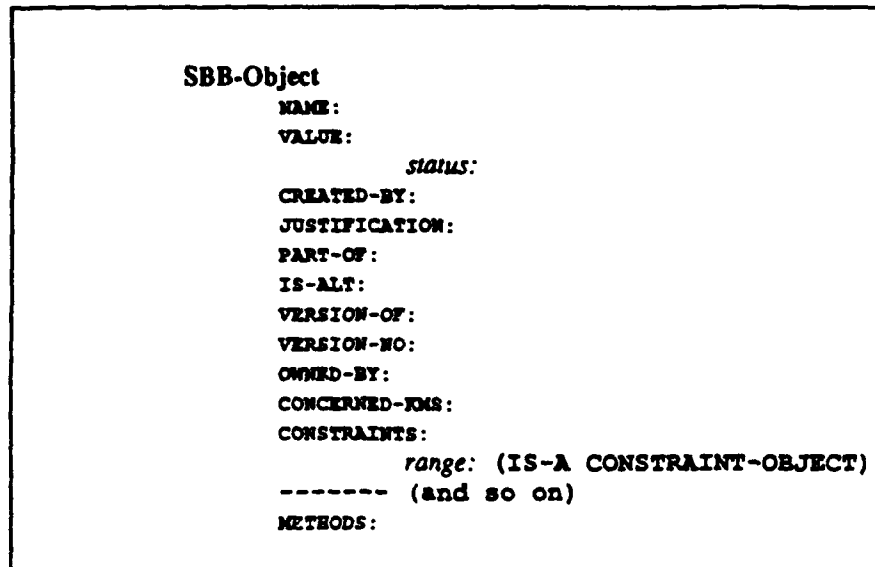 SBB-Object
NAME:
VALUE:
status:
CREATED-BY:
JUSTIFICATION:
PART-OF:
IS-ALT:
VERSION-OF:
VERSION-NO:
OWNED-BY:
CONCERNED-KMS:
CONSTRAINTS:
range: (IS-A CONSTRAINT-OBJECT)
------- (and so on)
METHODS: